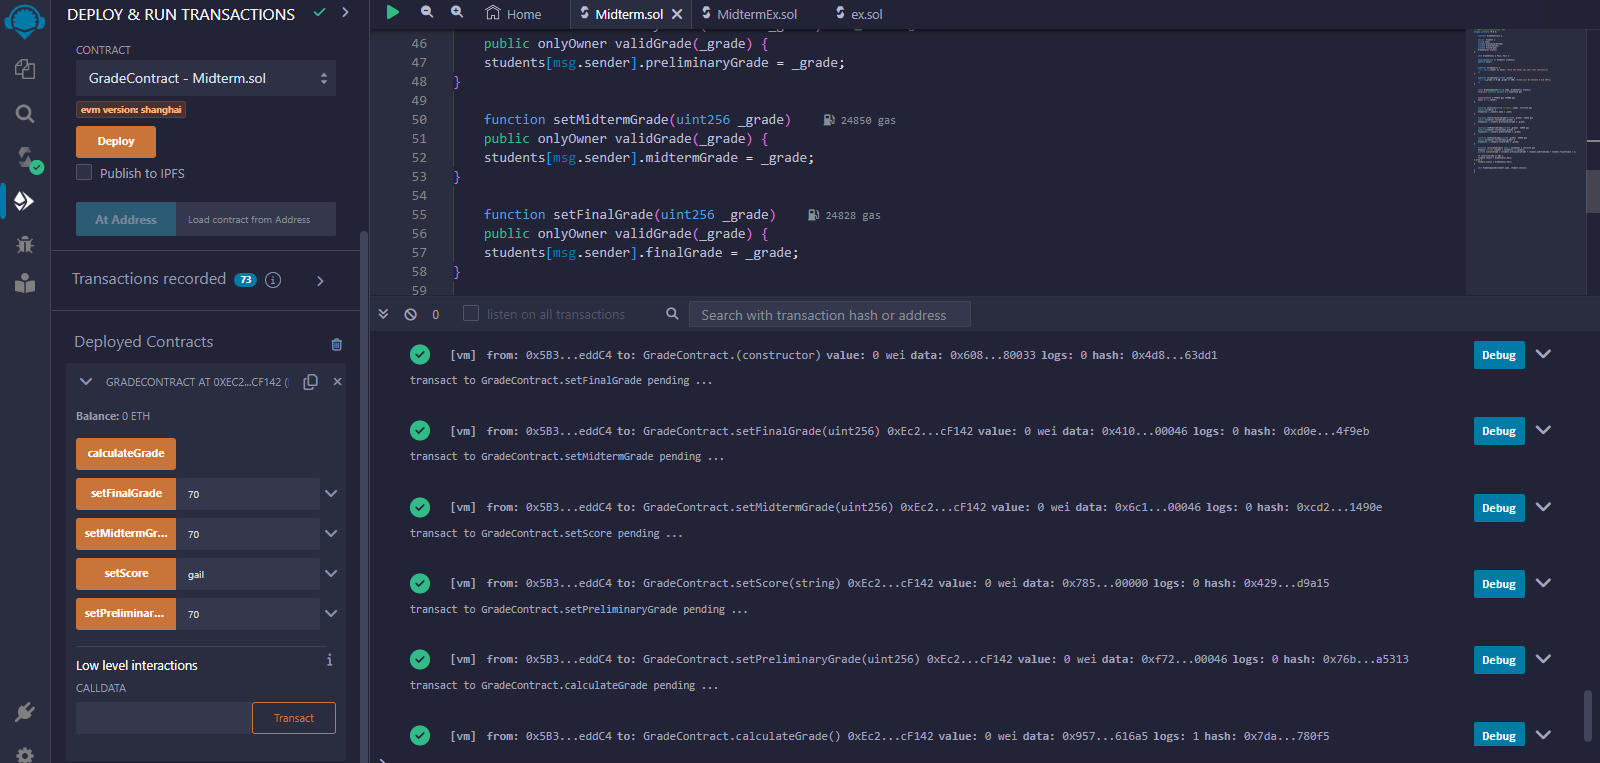 DEPLOY & RUN TRANSACTIONS
CONTRACT
GradeContract - Midterm.sol
evm version: shanghai
Deploy
Publish to IPFS
At Address
Load contract from Address
Transactions recorded 73 i
Deployed Contracts
GRADECONTRACT AT 0XEC2...CF142 (
Balance: 0 ETH
calculateGrade
setFinalGrade 70
setMidtermGr... 70
setScore gail
setPreliminar... 70
Low level interactions i
CALLDATA
Transact
Home
Midterm.sol
MidtermEx.sol
ex.sol
46 public onlyOwner validGrade(_grade) {
47 students[msg.sender].preliminaryGrade = _grade;
48 }
49
50 function setMidtermGrade(uint256 _grade) 24850 gas
51 public onlyOwner validGrade(_grade) {
52 students[msg.sender].midtermGrade = _grade;
53 }
54
55 function setFinalGrade(uint256 _grade) 24828 gas
56 public onlyOwner validGrade(_grade) {
57 students[msg.sender].finalGrade = _grade;
58 }
59
0 listen on all transactions Search with transaction hash or address
[vm] from: 0x5B3...eddC4 to: GradeContract.(constructor) value: 0 wei data: 0x608...80033 logs: 0 hash: 0x4d8...63dd1 Debug
transact to GradeContract.setFinalGrade pending ...
[vm] from: 0x5B3...eddC4 to: GradeContract.setFinalGrade(uint256) 0xEc2...cF142 value: 0 wei data: 0x410...00046 logs: 0 hash: 0xd0e...4f9eb Debug
transact to GradeContract.setMidtermGrade pending ...
[vm] from: 0x5B3...eddC4 to: GradeContract.setMidtermGrade(uint256) 0xEc2...cF142 value: 0 wei data: 0x6c1...00046 logs: 0 hash: 0xcd2...1490e Debug
transact to GradeContract.setScore pending ...
[vm] from: 0x5B3...eddC4 to: GradeContract.setScore(string) 0xEc2...cF142 value: 0 wei data: 0x785...00000 logs: 0 hash: 0x429...d9a15 Debug
transact to GradeContract.setPreliminaryGrade pending ...
[vm] from: 0x5B3...eddC4 to: GradeContract.setPreliminaryGrade(uint256) 0xEc2...cF142 value: 0 wei data: 0xf72...00046 logs: 0 hash: 0x76b...a5313 Debug
transact to GradeContract.calculateGrade pending ...
[vm] from: 0x5B3...eddC4 to: GradeContract.calculateGrade() 0xEc2...cF142 value: 0 wei data: 0x957...616a5 logs: 1 hash: 0x7da...780f5 Debug